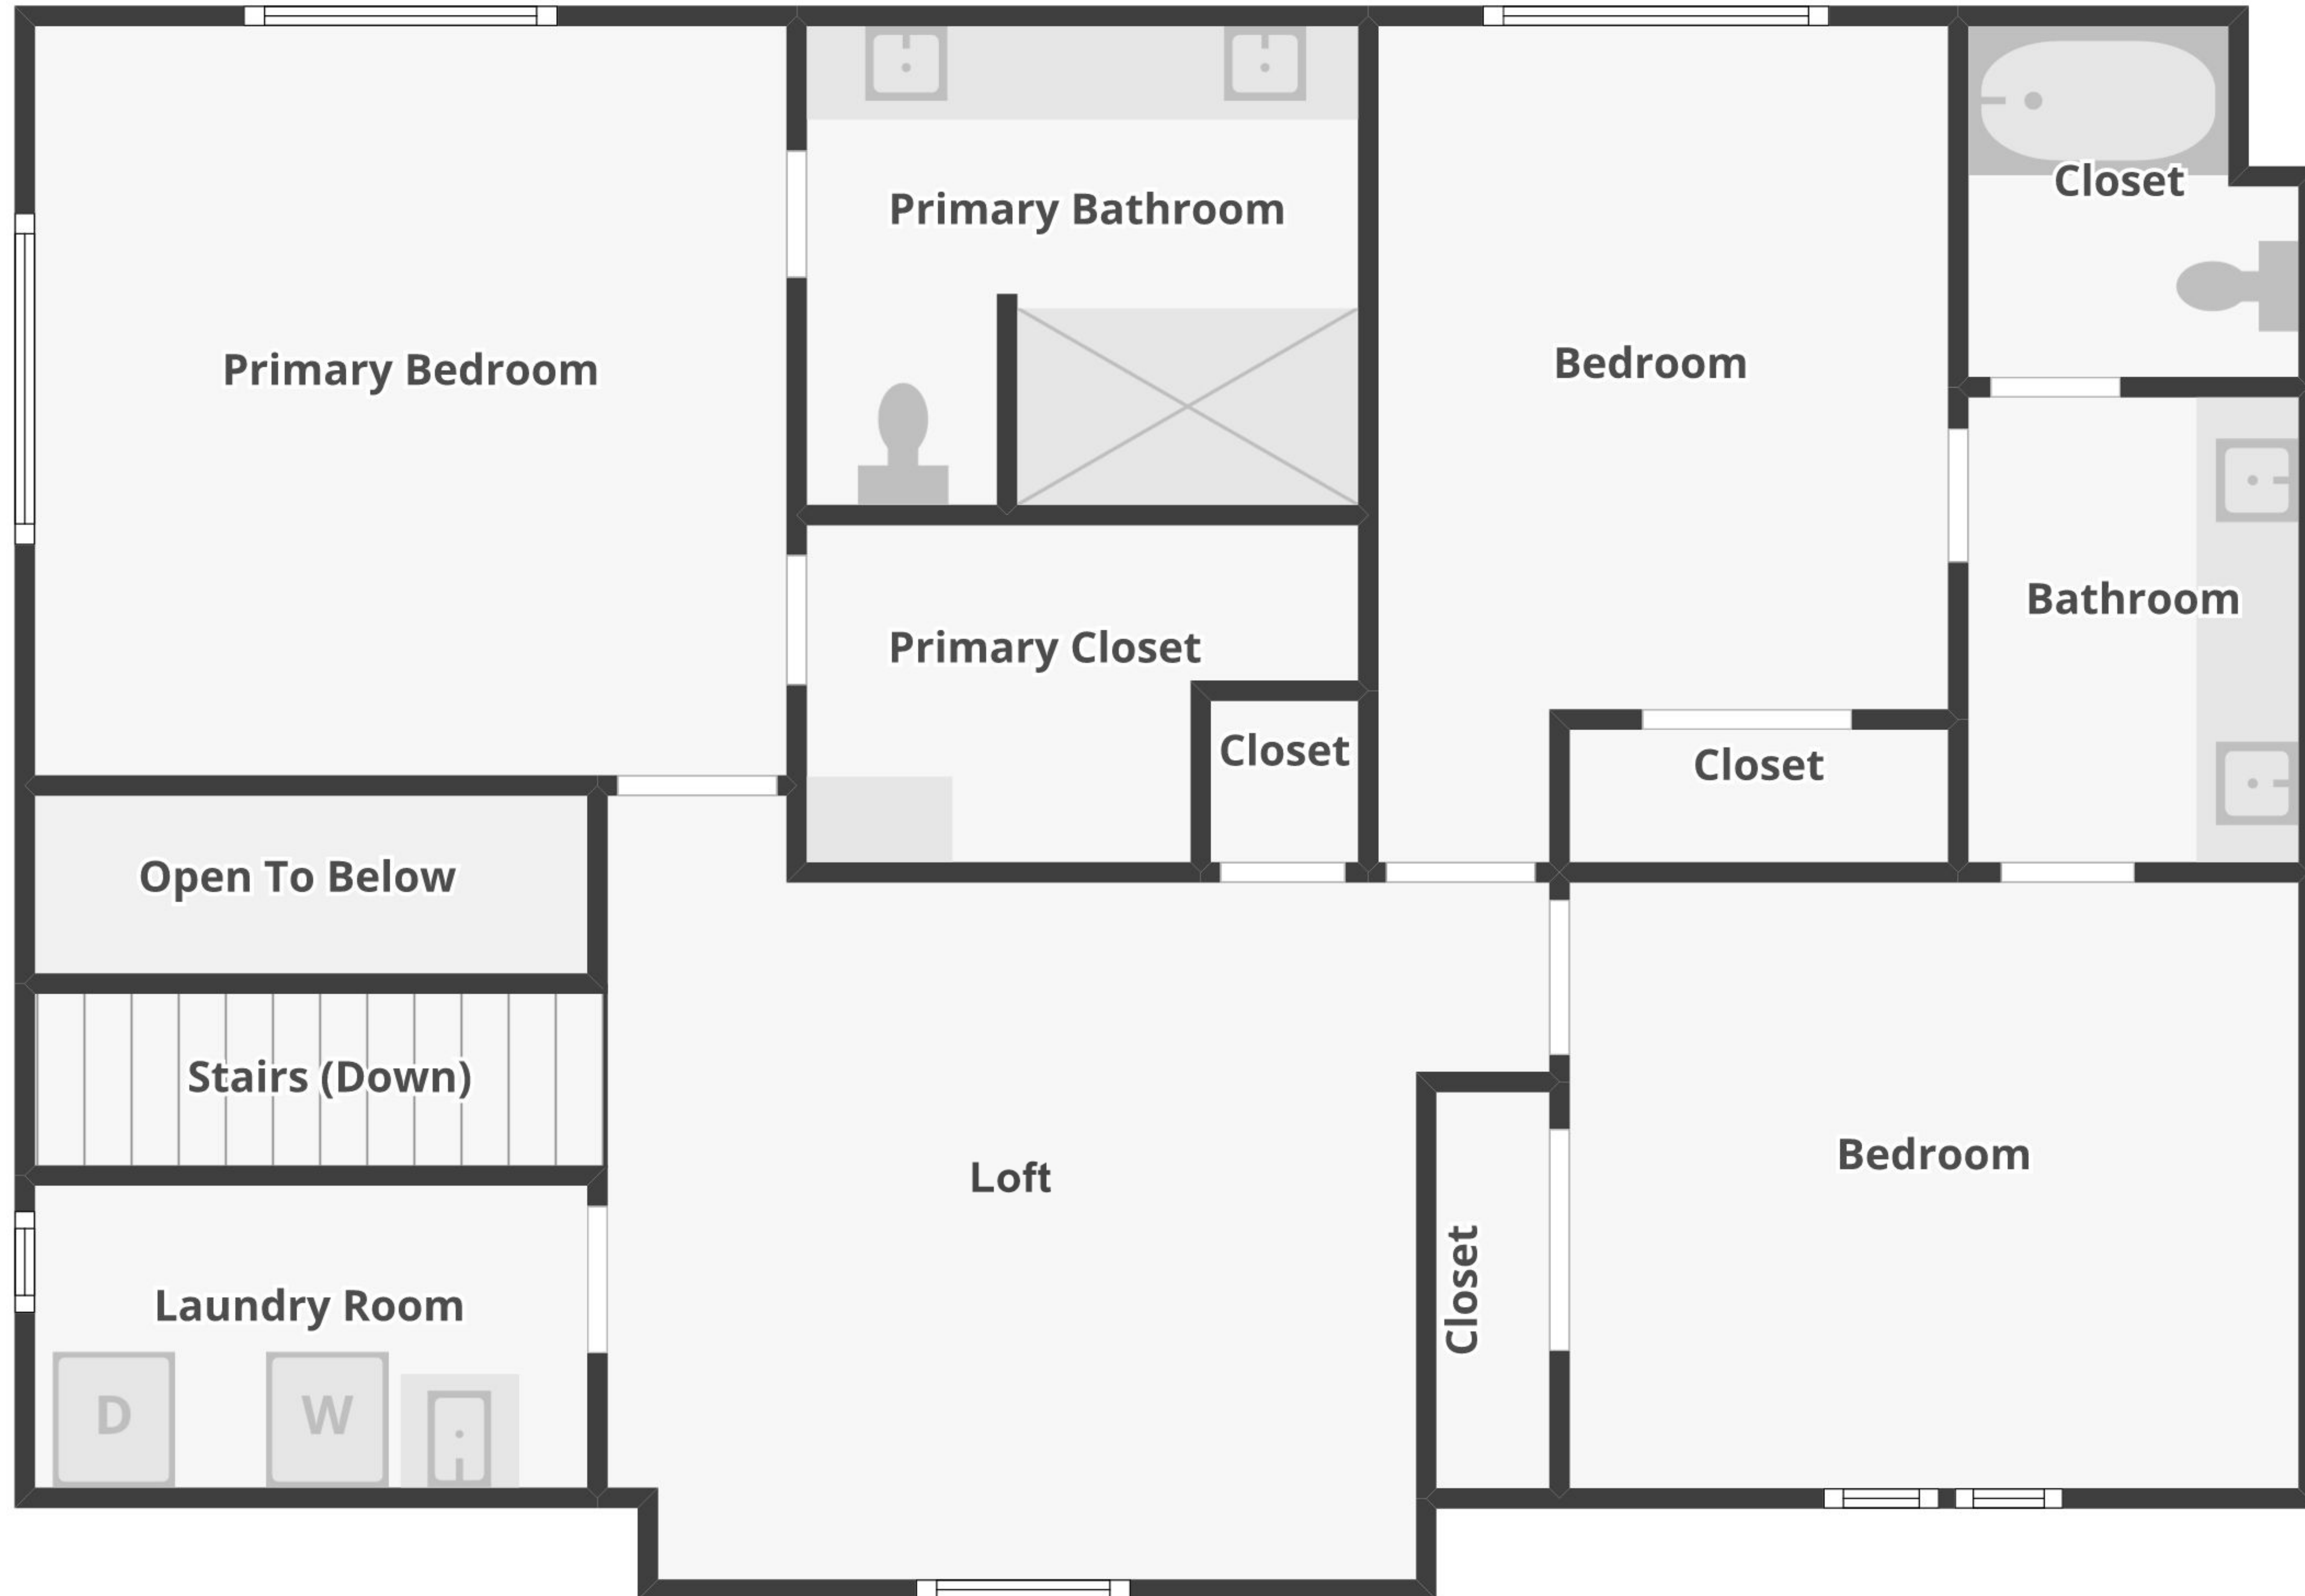 Closet
Primary Bathroom
Bedroom
Primary Bedroom
Bathroom
Primary Closet
Closet
Closet
Open To Below
Stairs (Down)
Bedroom
Loft
Closet
Laundry Room
D
W